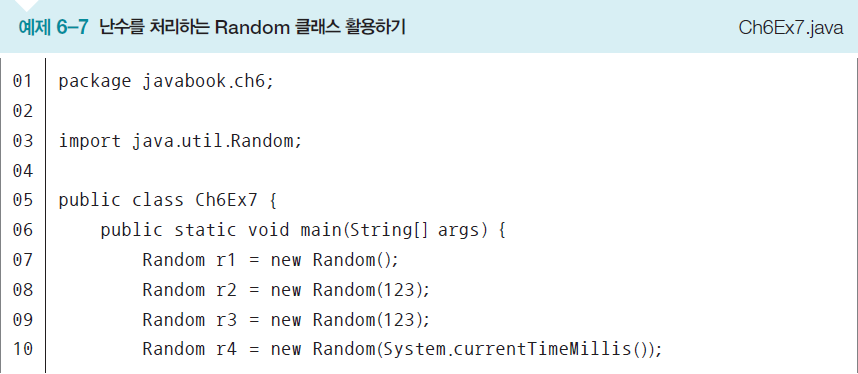 예제 6-7 난수를 처리하는 Random 클래스 활용하기 Ch6Ex7.java
01 package javabook.ch6;
02
03 import java.util.Random;
04
05 public class Ch6Ex7 {
06 public static void main(String[] args) {
07 Random r1 = new Random();
08 Random r2 = new Random(123);
09 Random r3 = new Random(123);
10 Random r4 = new Random(System.currentTimeMillis());